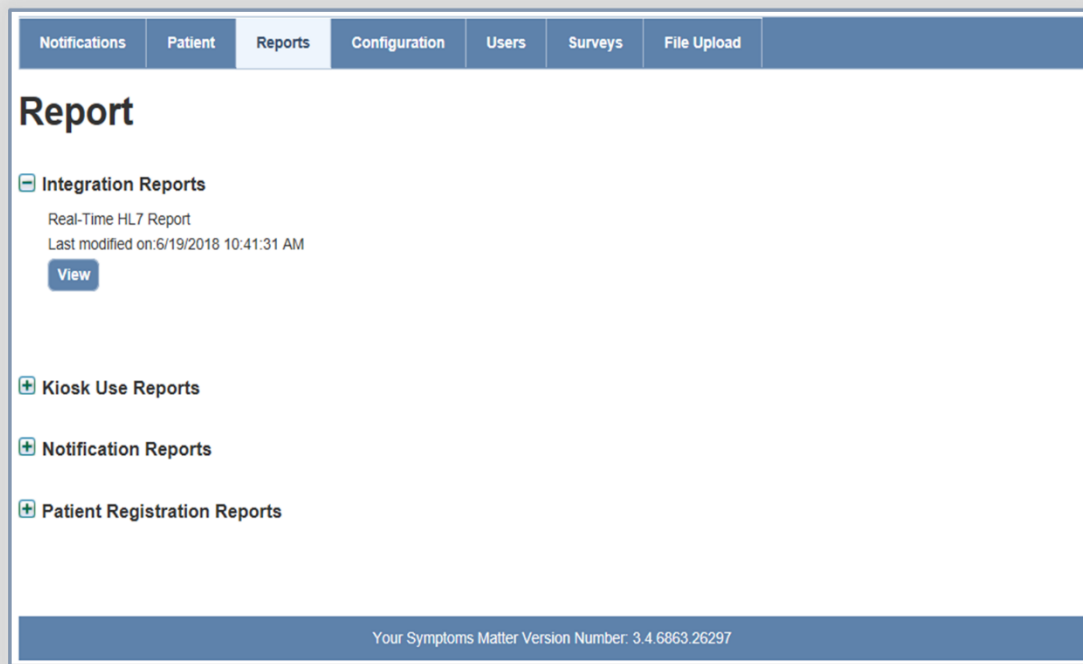 Notifications Patient Reports Configuration Users Surveys File Upload
Report
Integration Reports
Real-Time HL7 Report
Last modified on:6/19/2018 10:41:31 AM
View
Kiosk Use Reports
Notification Reports
Patient Registration Reports
Your Symptoms Matter Version Number: 3.4.6863.26297